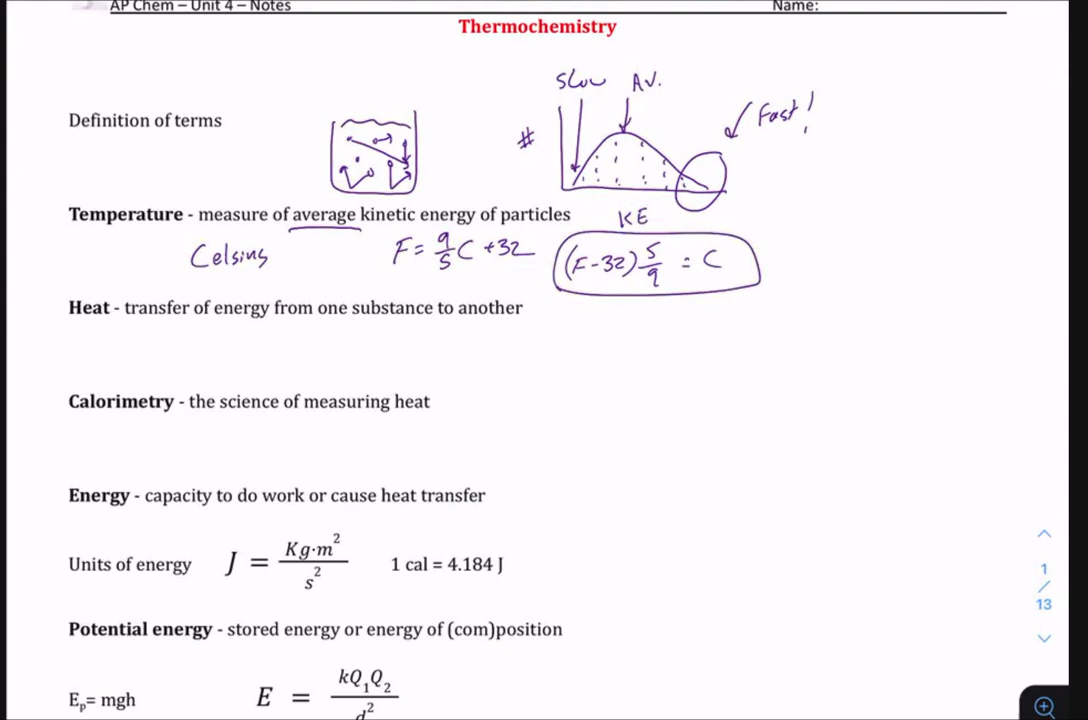 AP Chem – Unit 4 – Notes Name:
Thermochemistry
Slow Av.
Fast!
Definition of terms
#
Temperature - measure of average kinetic energy of particles
KE
Celsius F = 9/5 C + 32 (F - 32) 5/9 = C
Heat - transfer of energy from one substance to another
Calorimetry - the science of measuring heat
Energy - capacity to do work or cause heat transfer
Units of energy J = Kg·m²/s² 1 cal = 4.184 J
Potential energy - stored energy or energy of (com)position
Eₚ= mgh E = kQ₁Q₂/d²
1
/
13